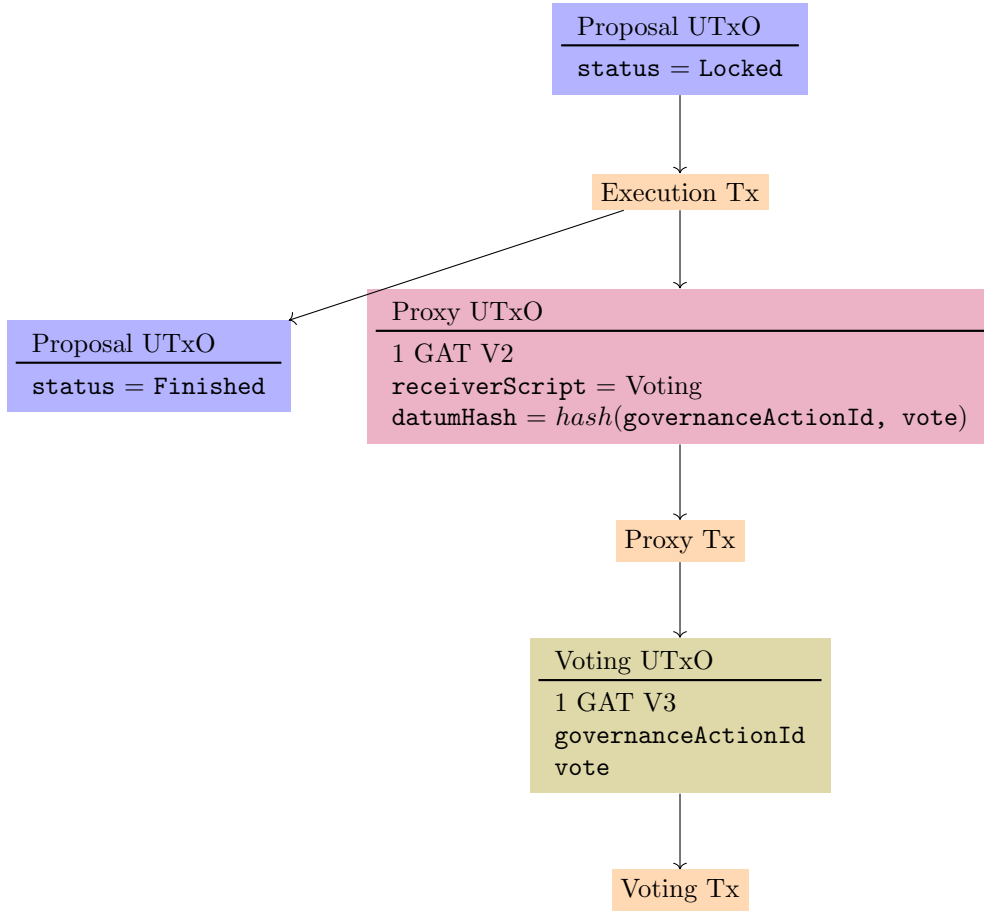 Proposal UTxO
status = Locked
Execution Tx
Proposal UTxO
status = Finished
Proxy UTxO
1 GAT V2
receiverScript = Voting
datumHash = hash(governanceActionId, vote)
Proxy Tx
Voting UTxO
1 GAT V3
governanceActionId
vote
Voting Tx